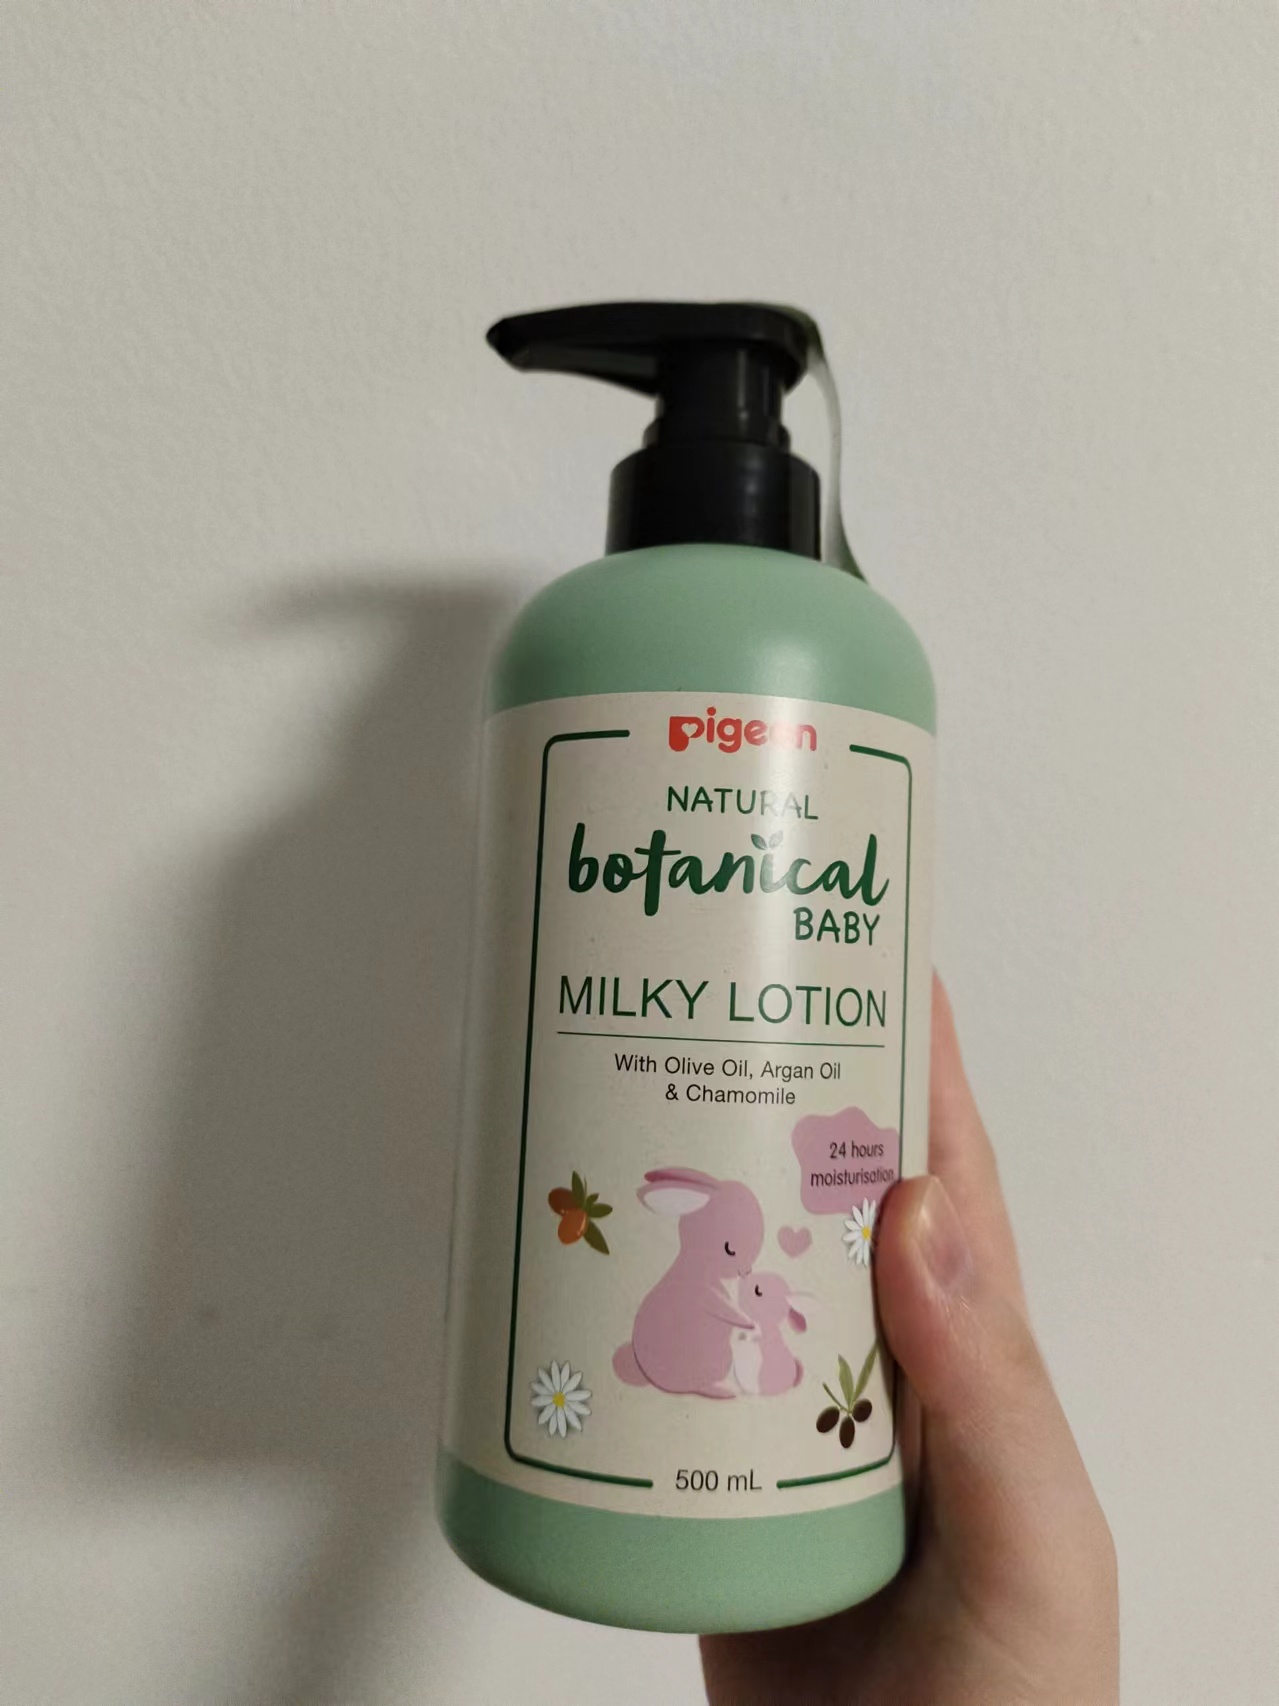 pigeon
NATURAL
botanical
BABY
MILKY LOTION
With Olive Oil, Argan Oil
& Chamomile
24 hours
moisturisation
500 mL